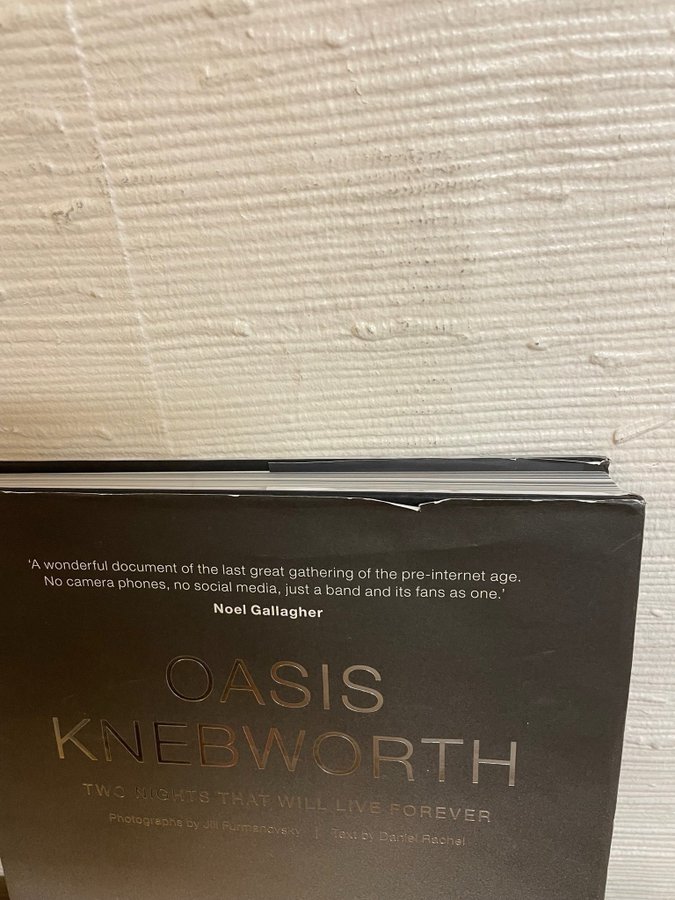 'A wonderful document of the last great gathering of the pre-internet age.
No camera phones, no social media, just a band and its fans as one.'
Noel Gallagher
OASIS
KNEBWORTH
TWO NIGHTS THAT WILL LIVE FOREVER
Photographs by Jill Furmanovsky | Text by Daniel Rachel